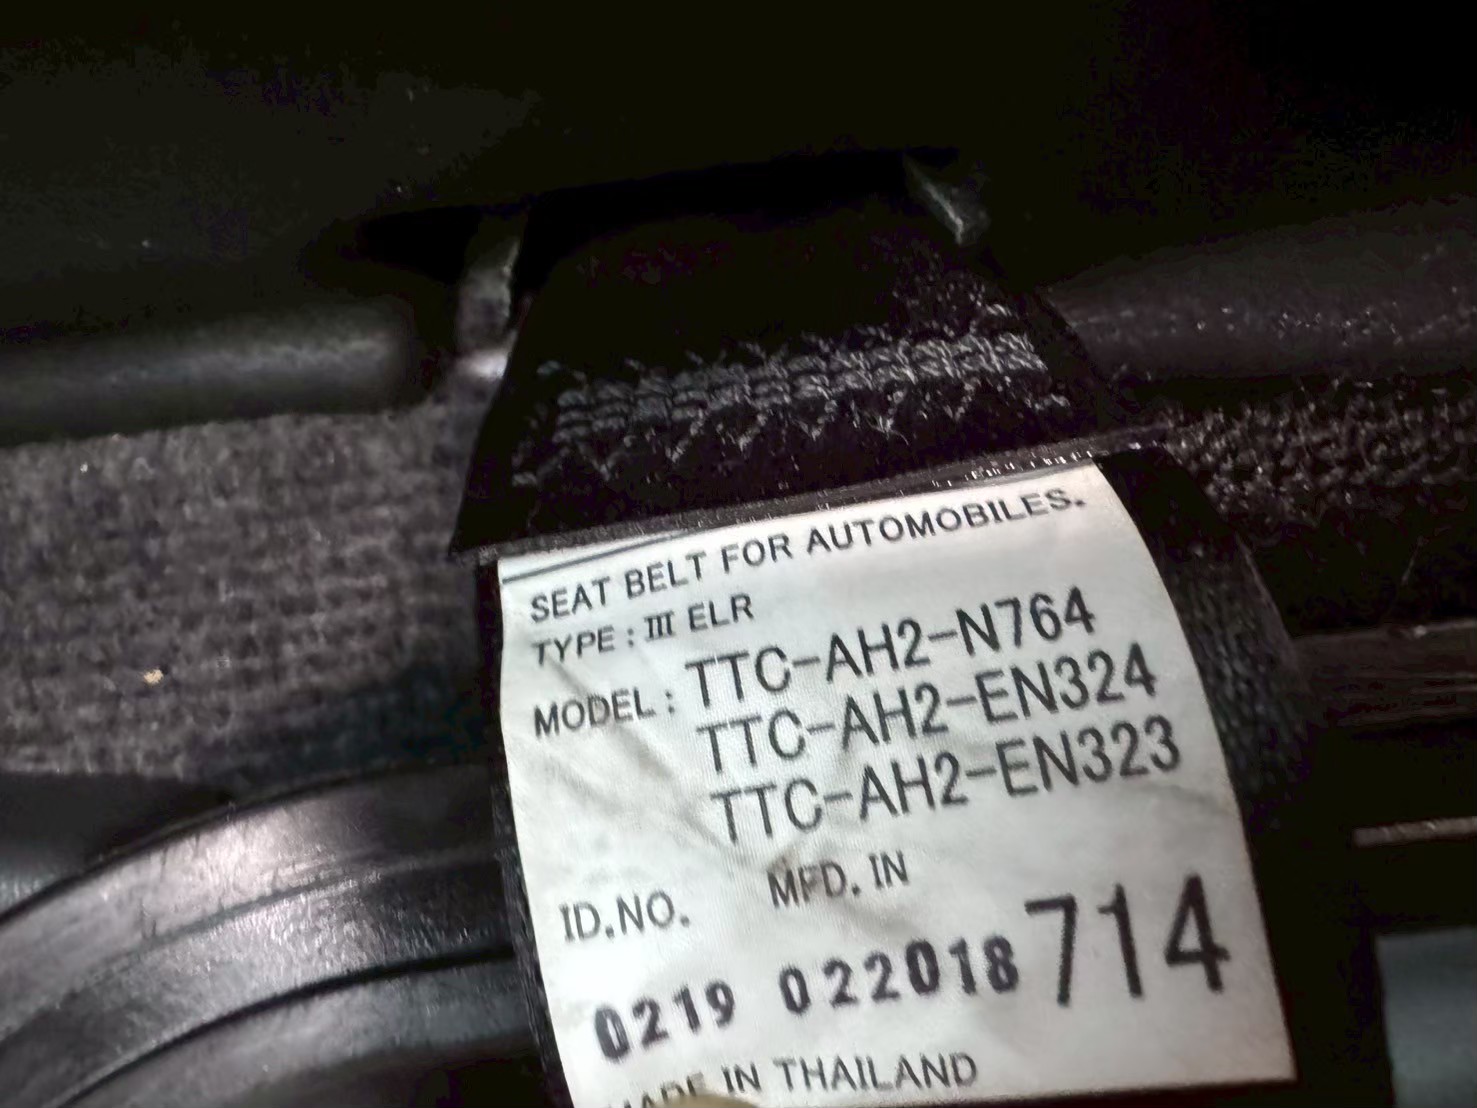 SEAT BELT FOR AUTOMOBILES.
TYPE : III ELR
MODEL : TTC-AH2-N764
TTC-AH2-EN324
TTC-AH2-EN323
ID.NO. MFD. IN
0219 022018 714
MADE IN THAILAND